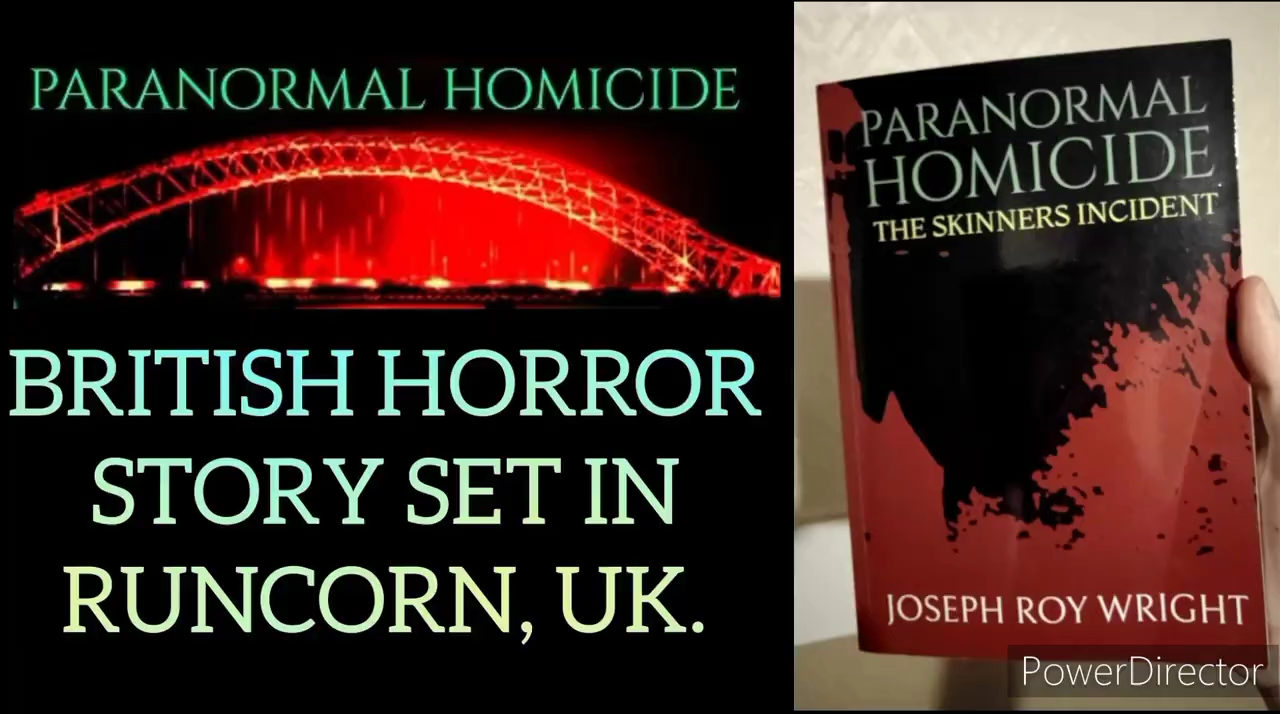 PARANORMAL HOMICIDE
BRITISH HORROR
STORY SET IN
RUNCORN, UK.
PARANORMAL
HOMICIDE
THE SKINNERS INCIDENT
JOSEPH ROY WRIGHT
PowerDirector